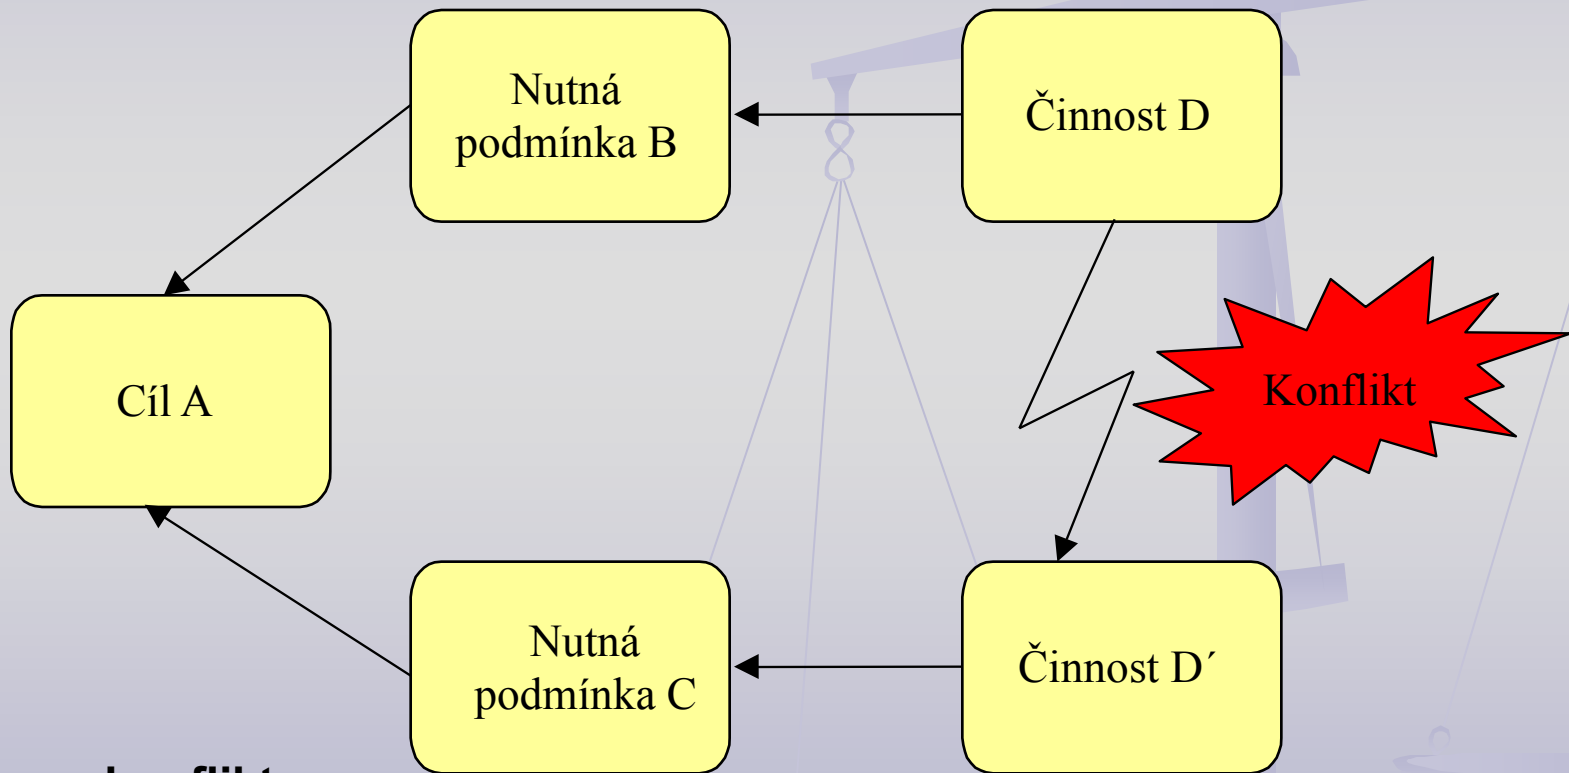 Nutná
podmínka B
Činnost D
Cíl A
Konflikt
Nutná
podmínka C
Činnost D´